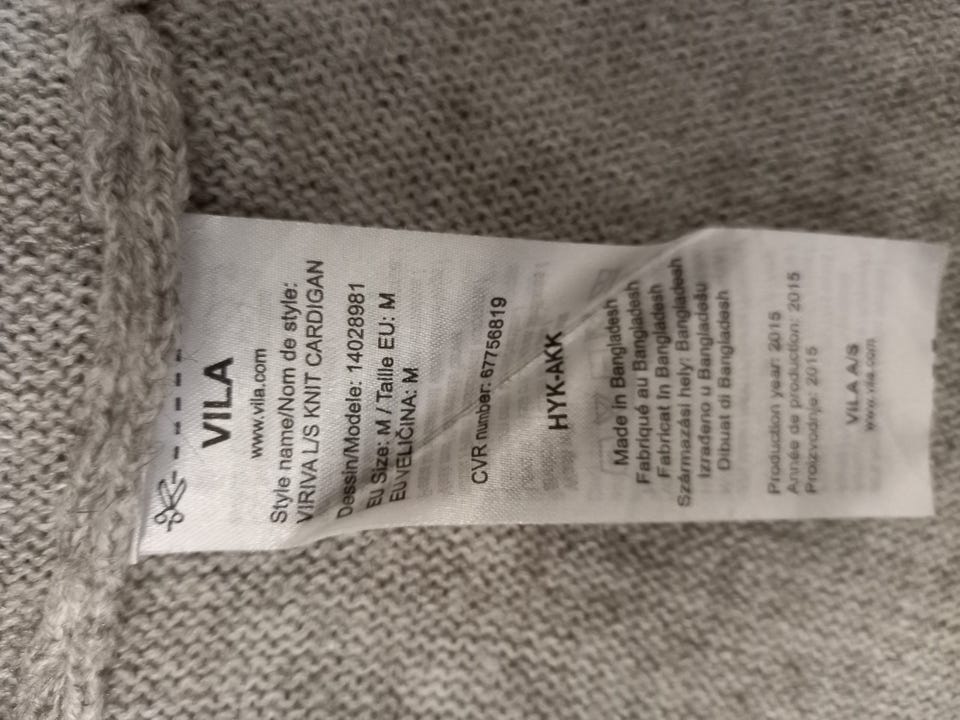 VILA
www.vila.com
Style name/Nom de style:
VIRIVA L/S KNIT CARDIGAN
Dessin/Modele: 14028981
EU Size: M / Taille EU: M
EU VELIČINA: M
CVR number: 67756819
HYK-AKK
Made in Bangladesh
Fabriqué au Bangladesh
Fabricat In Bangladesh
Származási hely: Bangladesh
Izrađeno u Bangladešu
Dibuat di Bangladesh
Production year: 2015
Année de production: 2015
Proizvodnje: 2015
VILA A/S
www.vila.com